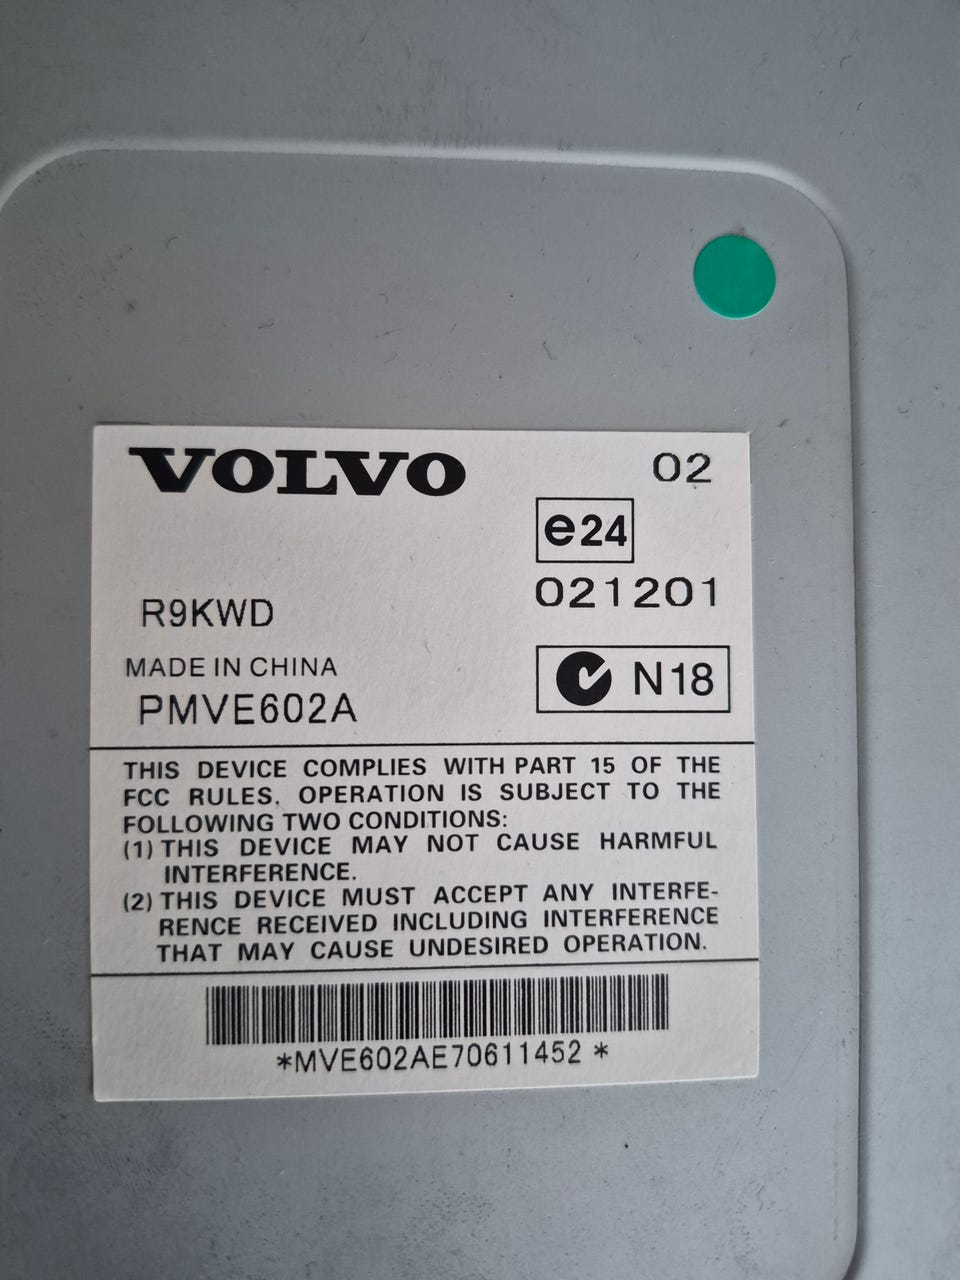 VOLVO 02
e24
021201
R9KWD
MADE IN CHINA
N18
PMVE602A
THIS DEVICE COMPLIES WITH PART 15 OF THE
FCC RULES. OPERATION IS SUBJECT TO THE
FOLLOWING TWO CONDITIONS:
(1) THIS DEVICE MAY NOT CAUSE HARMFUL
INTERFERENCE.
(2) THIS DEVICE MUST ACCEPT ANY INTERFE-
RENCE RECEIVED INCLUDING INTERFERENCE
THAT MAY CAUSE UNDESIRED OPERATION.
*MVE602AE70611452 *